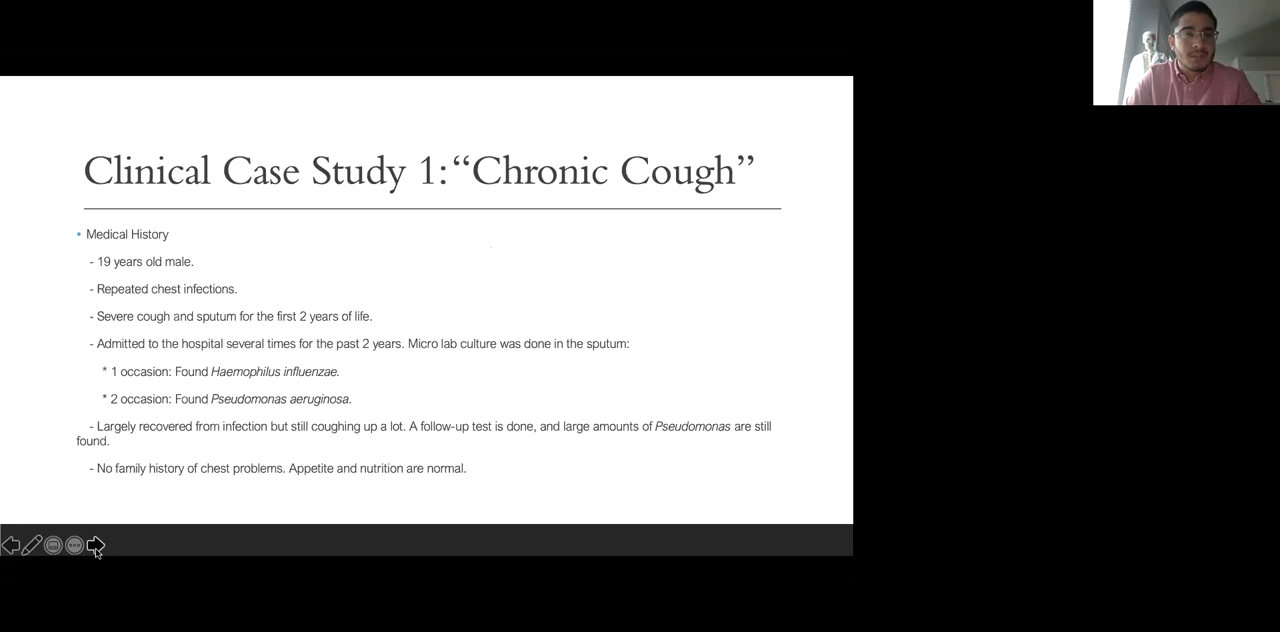 Clinical Case Study 1:“Chronic Cough”
• Medical History
- 19 years old male.
- Repeated chest infections.
- Severe cough and sputum for the first 2 years of life.
- Admitted to the hospital several times for the past 2 years. Micro lab culture was done in the sputum:
* 1 occasion: Found Haemophilus influenzae.
* 2 occasion: Found Pseudomonas aeruginosa.
- Largely recovered from infection but still coughing up a lot. A follow-up test is done, and large amounts of Pseudomonas are still
found.
- No family history of chest problems. Appetite and nutrition are normal.